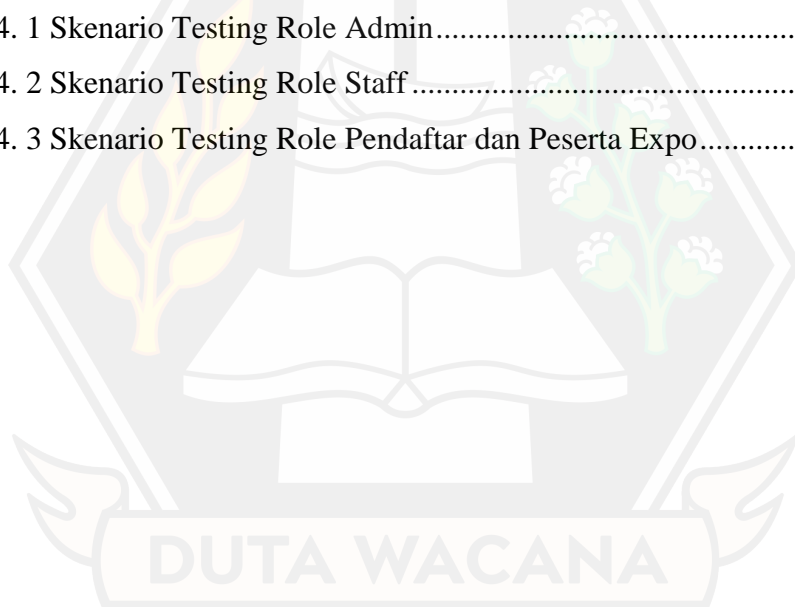 4. 1 Skenario Testing Role Admin...........................................
4. 2 Skenario Testing Role Staff ..............................................
4. 3 Skenario Testing Role Pendaftar dan Peserta Expo............
DUTA WACANA